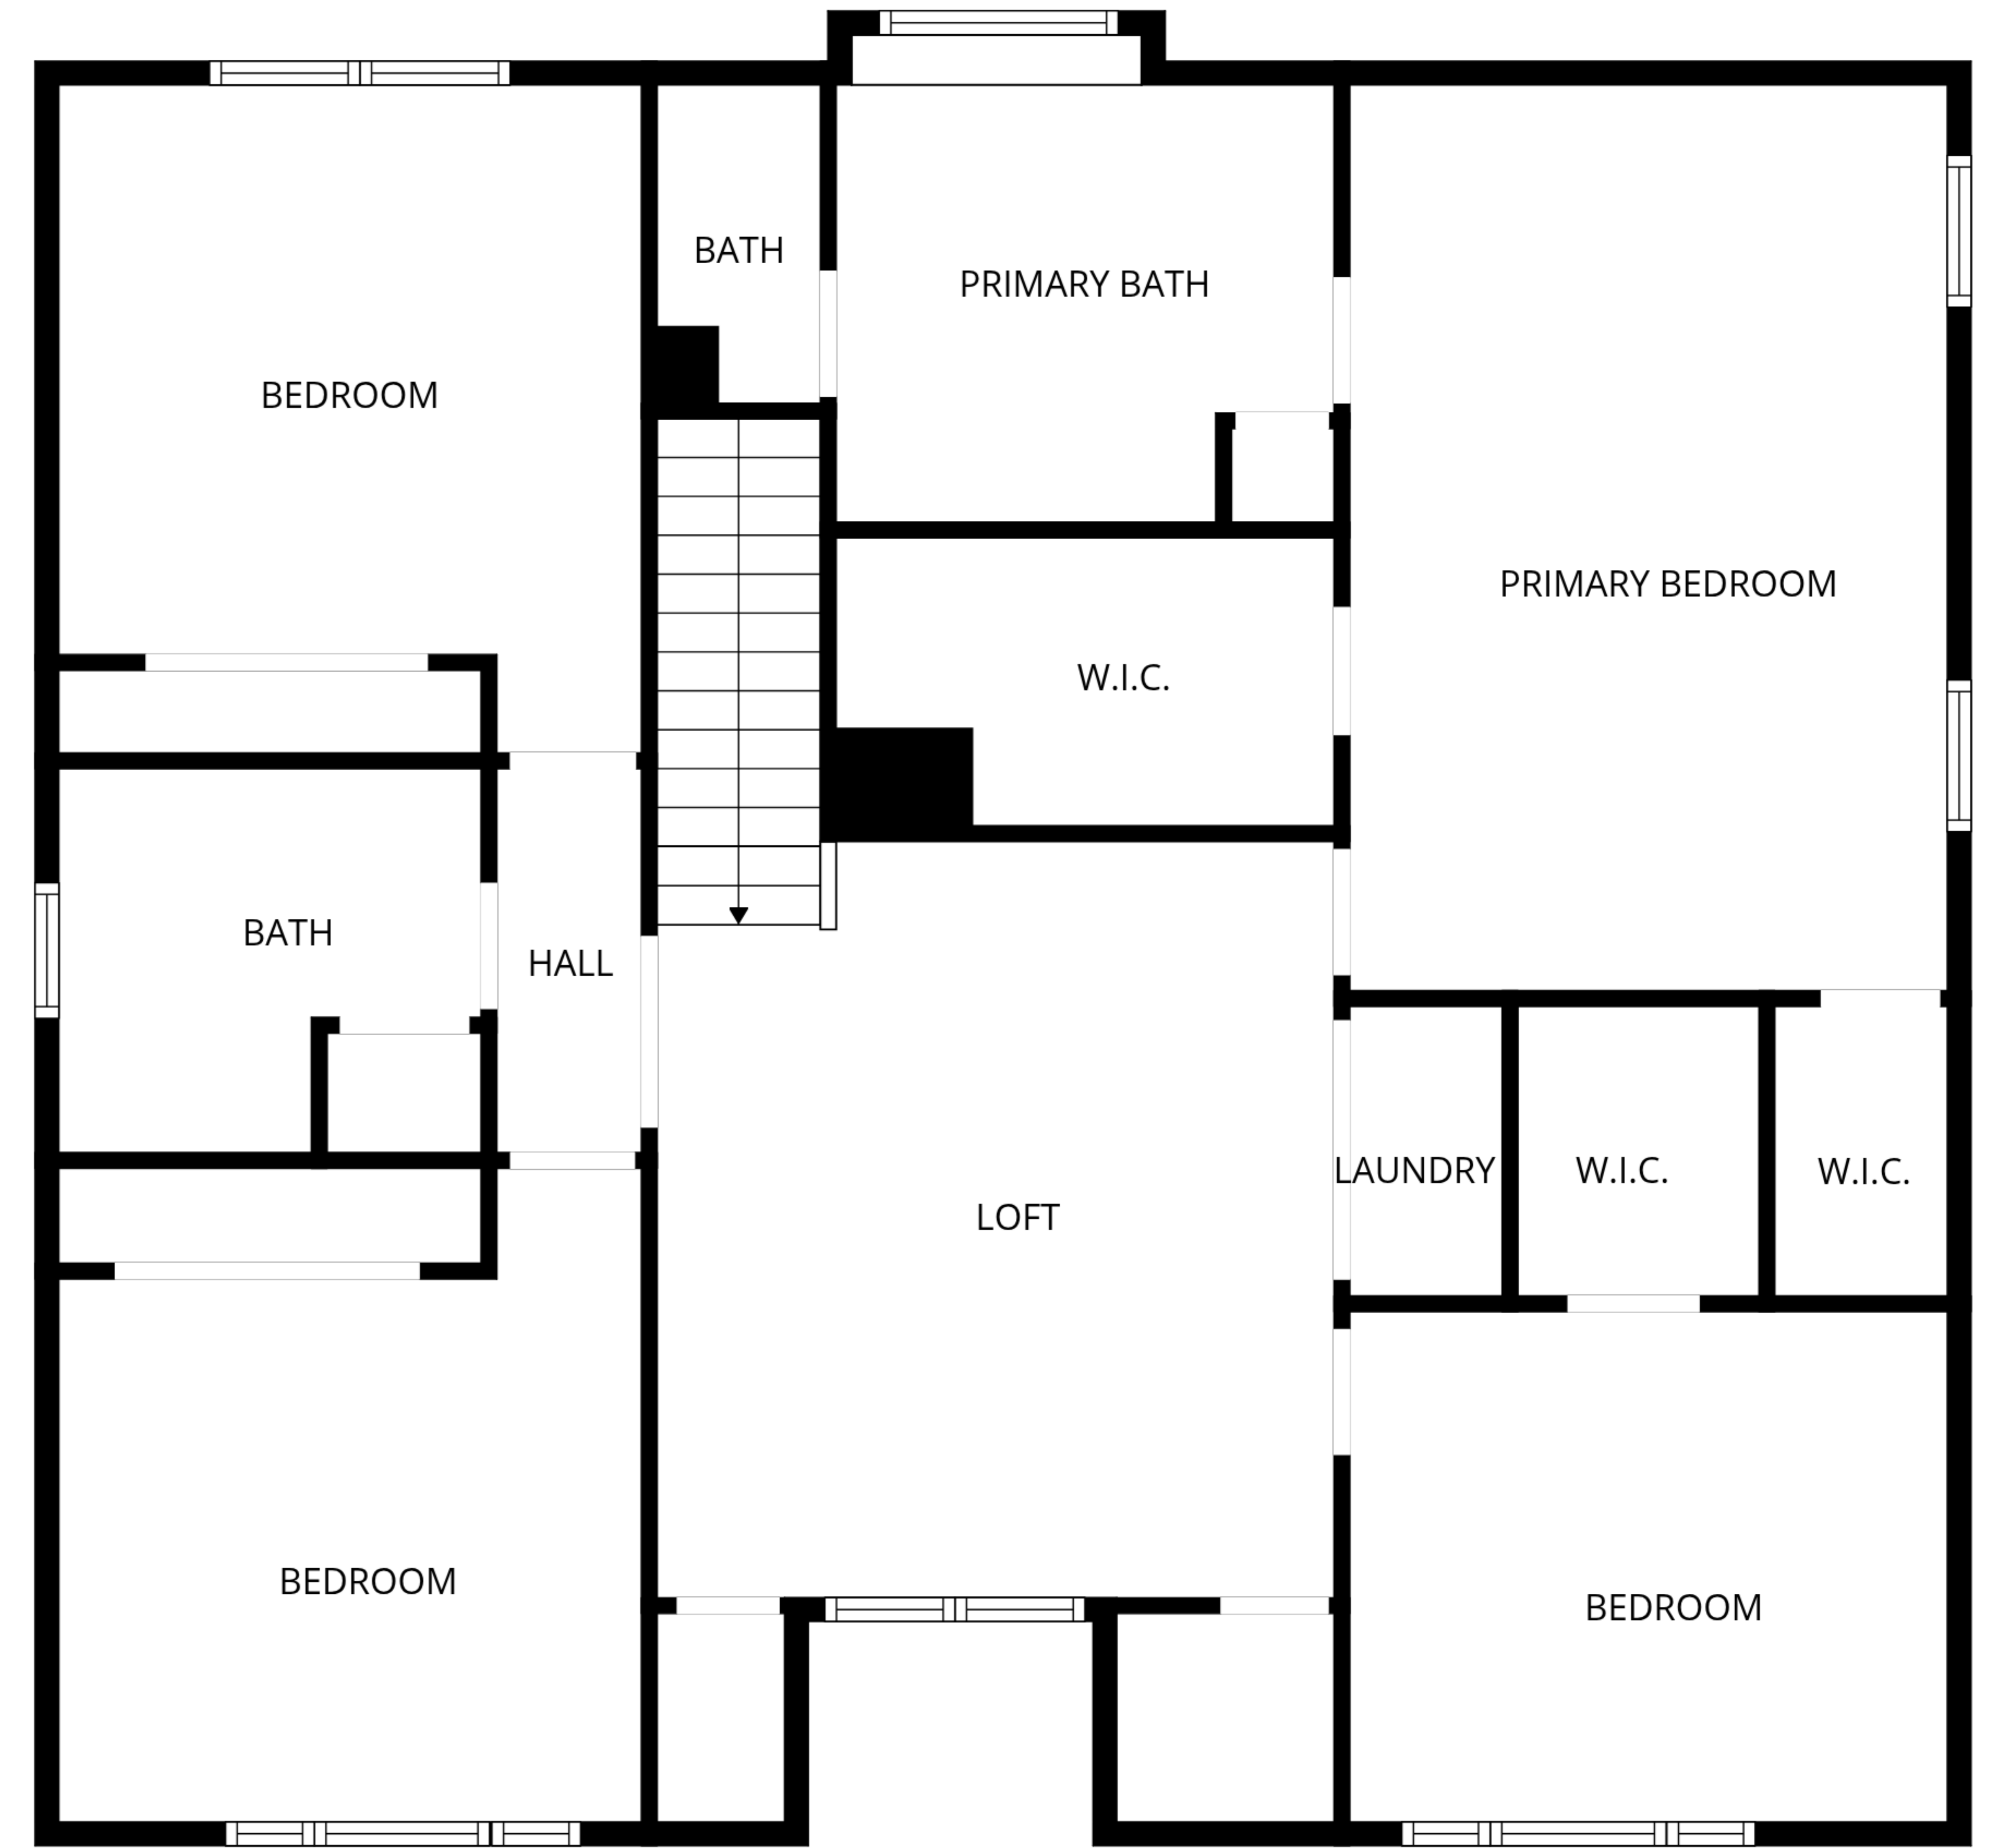 BATH
PRIMARY BATH
BEDROOM
PRIMARY BEDROOM
W.I.C.
BATH
HALL
LAUNDRY
W.I.C.
W.I.C.
LOFT
BEDROOM
BEDROOM